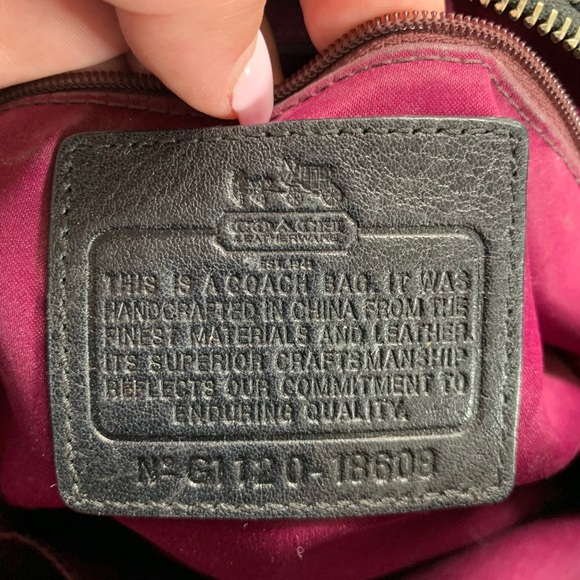 COACH
LEATHERWARE
EST. 1941
THIS IS A COACH BAG. IT WAS
HANDCRAFTED IN CHINA FROM THE
FINEST MATERIALS AND LEATHER.
ITS SUPERIOR CRAFTSMANSHIP
REFLECTS OUR COMMITMENT TO
ENDURING QUALITY.
Nº G1120-18609